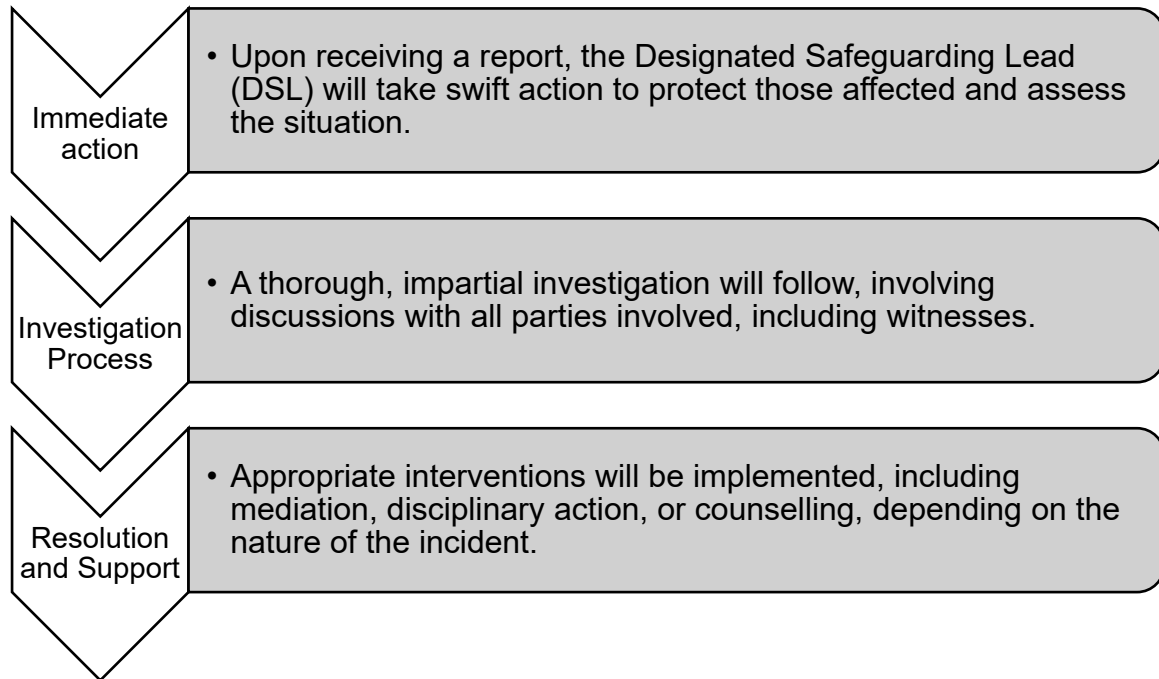 Immediate
action
• Upon receiving a report, the Designated Safeguarding Lead
(DSL) will take swift action to protect those affected and assess
the situation.
Investigation
Process
• A thorough, impartial investigation will follow, involving
discussions with all parties involved, including witnesses.
Resolution
and Support
• Appropriate interventions will be implemented, including
mediation, disciplinary action, or counselling, depending on the
nature of the incident.